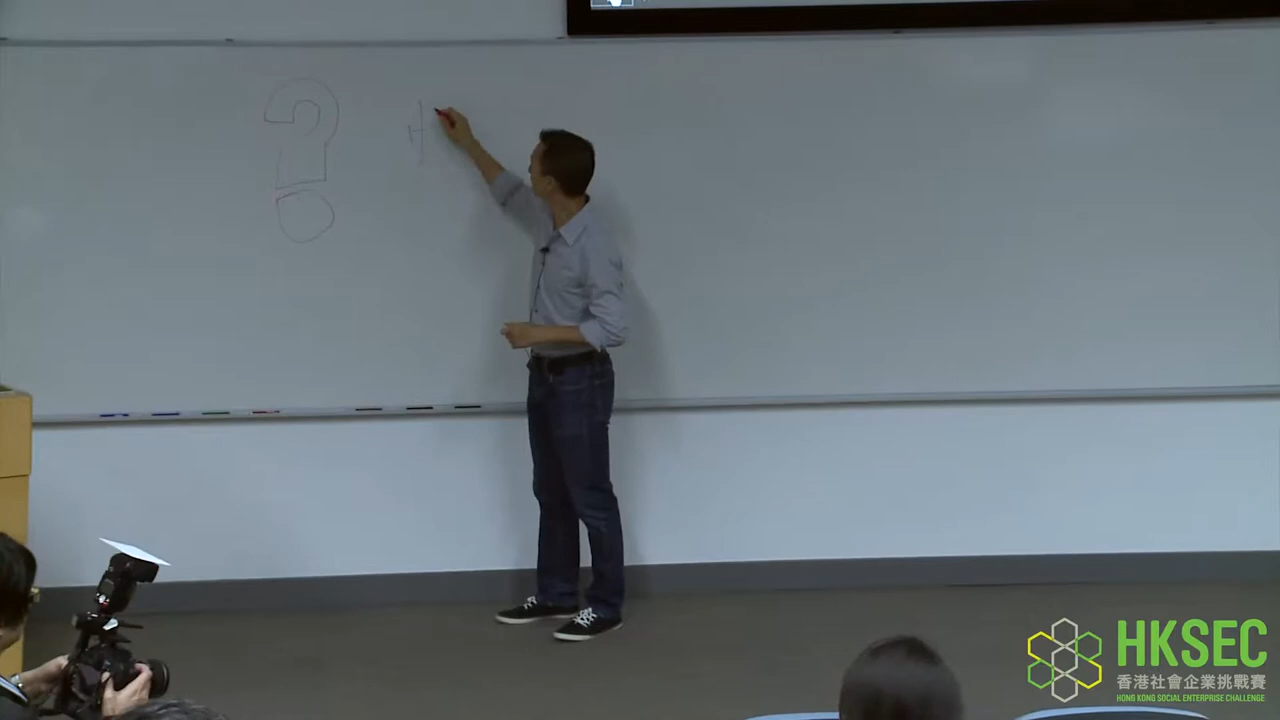 ?
HKSEC
香港社會企業挑戰賽
HONG KONG SOCIAL ENTERPRISE CHALLENGE